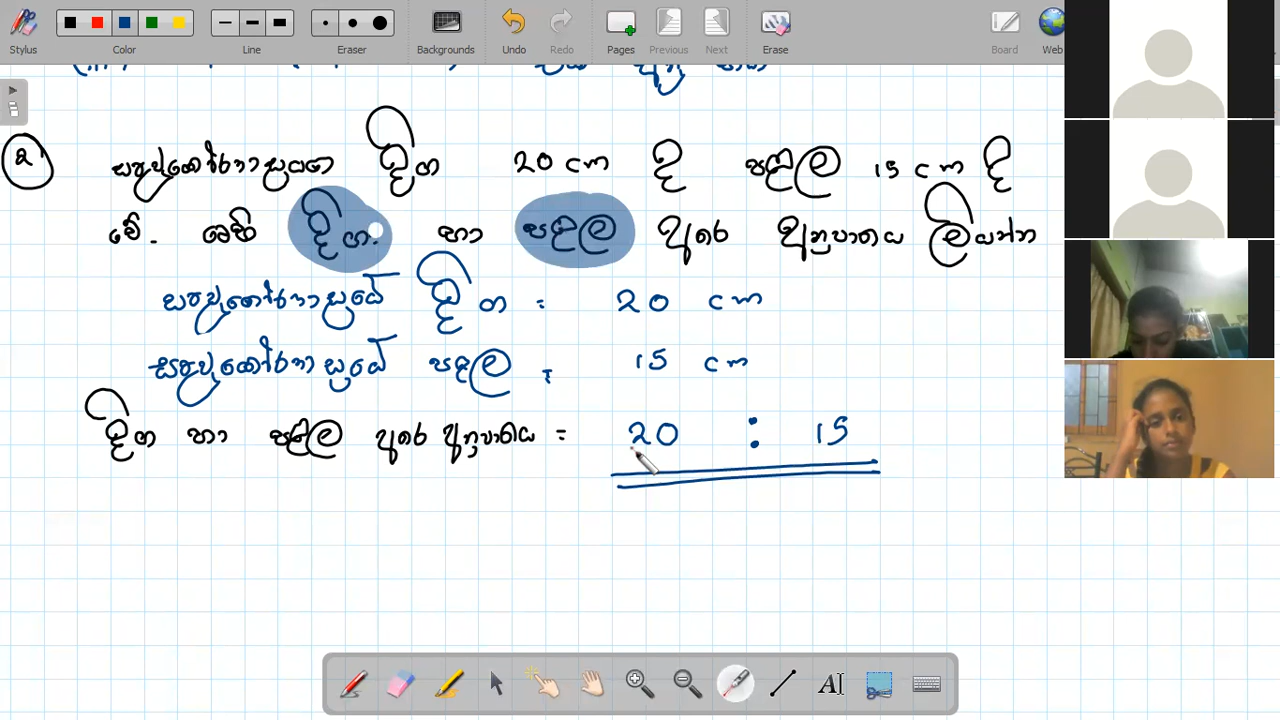 Stylus Color Line Eraser Backgrounds Undo Redo Pages Previous Next Erase Board Web
2 සෘජුකෝණාස්‍රයක දිග 20 cm ද පළල 15 cm ද
වේ. මෙහි දිග හා පළල අතර අනුපාතය ලියන්න
සෘජුකෝණාස්‍රයේ දිග = 20 cm
සෘජුකෝණාස්‍රයේ පළල = 15 cm
දිග හා පළල අතර අනුපාතය = 20 : 15